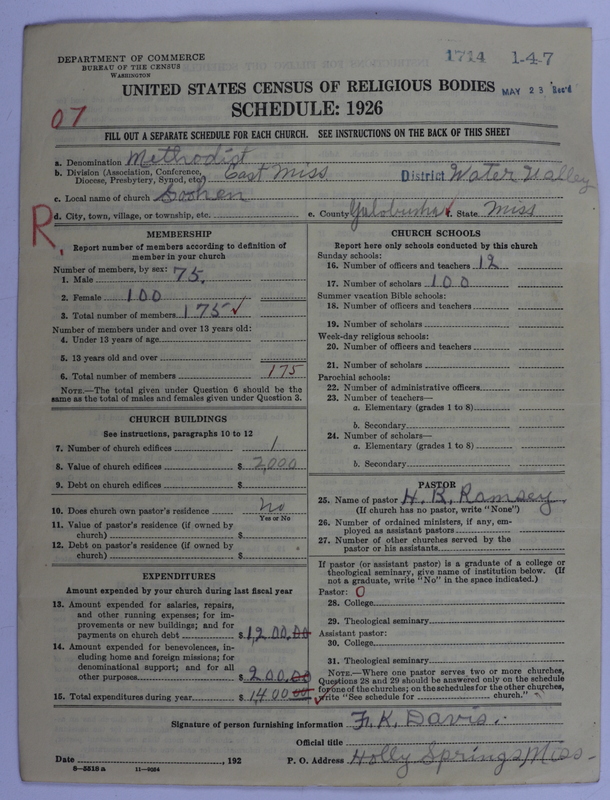 DEPARTMENT OF COMMERCE
BUREAU OF THE CENSUS
WASHINGTON
1714 1-4-7
UNITED STATES CENSUS OF RELIGIOUS BODIES
MAY 23 Rec'd
SCHEDULE: 1926
07
FILL OUT A SEPARATE SCHEDULE FOR EACH CHURCH. SEE INSTRUCTIONS ON THE BACK OF THIS SHEET
a. Denomination Methodist
b. Division (Association, Conference, Diocese, Presbytery, Synod, etc.) East Miss District Water Valley
c. Local name of church
d. City, town, village, or township, etc. e. County Yalobusha f. State Miss
R.
MEMBERSHIP
Report number of members according to definition of
member in your church
Number of members, by sex:
1. Male 75.
2. Female 100
3. Total number of members 175
Number of members under and over 13 years old:
4. Under 13 years of age
5. 13 years old and over
6. Total number of members 175
NOTE.—The total given under Question 6 should be the
same as the total of males and females given under Question 3.
CHURCH BUILDINGS
See instructions, paragraphs 10 to 12
7. Number of church edifices 1
8. Value of church edifices $ 2,000
9. Debt on church edifices $
10. Does church own pastor's residence no
Yes or No
11. Value of pastor's residence (if owned by
church) $
12. Debt on pastor's residence (if owned by
church) $
EXPENDITURES
Amount expended by your church during last fiscal year
13. Amount expended for salaries, repairs,
and other running expenses; for im-
provements or new buildings; and for
payments on church debt $ 1,200.00
14. Amount expended for benevolences, in-
cluding home and foreign missions; for
denominational support; and for all
other purposes $ 200.00
15. Total expenditures during year $ 1400 00
CHURCH SCHOOLS
Report here only schools conducted by this church
Sunday schools:
16. Number of officers and teachers 12
17. Number of scholars 100
Summer vacation Bible schools:
18. Number of officers and teachers
19. Number of scholars
Week-day religious schools:
20. Number of officers and teachers
21. Number of scholars
Parochial schools:
22. Number of administrative officers
23. Number of teachers—
a. Elementary (grades 1 to 8)
b. Secondary
24. Number of scholars—
a. Elementary (grades 1 to 8)
b. Secondary
PASTOR
25. Name of pastor H. R. Ramsey
(If church has no pastor, write "None")
26. Number of ordained ministers, if any, em-
ployed as assistant pastors
27. Number of other churches served by the
pastor or his assistants
If pastor (or assistant pastor) is a graduate of a college or
theological seminary, give name of institution below. (If
not a graduate, write "No" in the space indicated.)
Pastor: 0
28. College
29. Theological seminary
Assistant pastor:
30. College
31. Theological seminary
NOTE.—Where one pastor serves two or more churches,
Questions 28 and 29 should be answered only on the schedule
for one of the churches; on the schedules for the other churches,
write "See schedule for church."
Signature of person furnishing information F. K. Davis.
Official title
Date , 192 P. O. Address Holly Springs Miss.
8—5518 a 11—9264